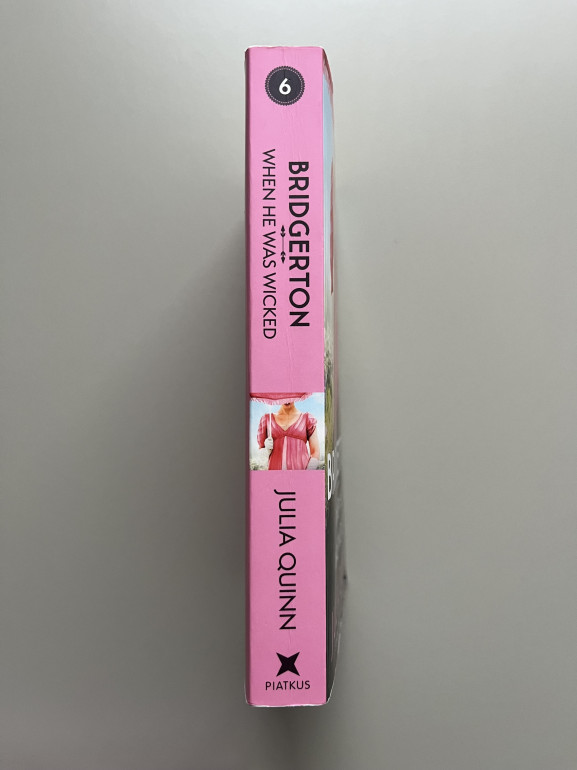 6
BRIDGERTON
WHEN HE WAS WICKED
JULIA QUINN
PIATKUS